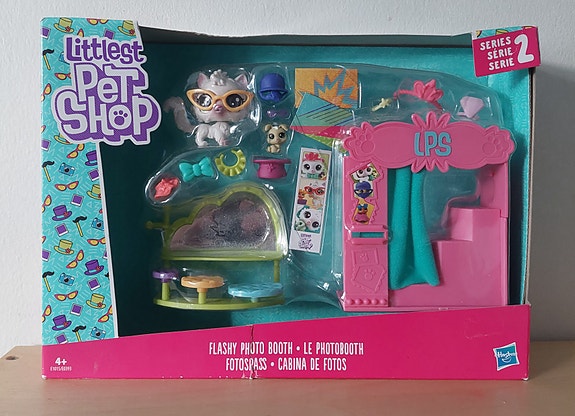 Littlest
Pet
Shop
SERIES
SÉRIE
SERIE
2
LPS
FLASHY PHOTO BOOTH • LE PHOTOBOOTH
FOTOSPASS • CABINA DE FOTOS
4+
Hasbro